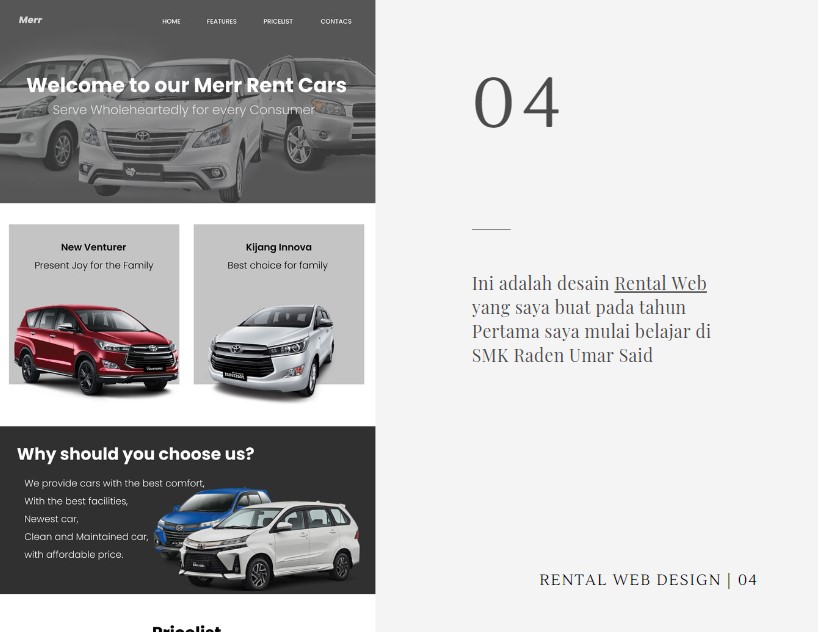 Merr
HOME FEATURES PRICELIST CONTACS
Welcome to our Merr Rent Cars
Serve Wholeheartedly for every Consumer
New Venturer
Present Joy for the Family
Kijang Innova
Best choice for family
Why should you choose us?
We provide cars with the best comfort,
With the best facilities,
Newest car,
Clean and Maintained car,
with affordable price.
Pricelist
04
Ini adalah desain Rental Web
yang saya buat pada tahun
Pertama saya mulai belajar di
SMK Raden Umar Said
RENTAL WEB DESIGN | 04